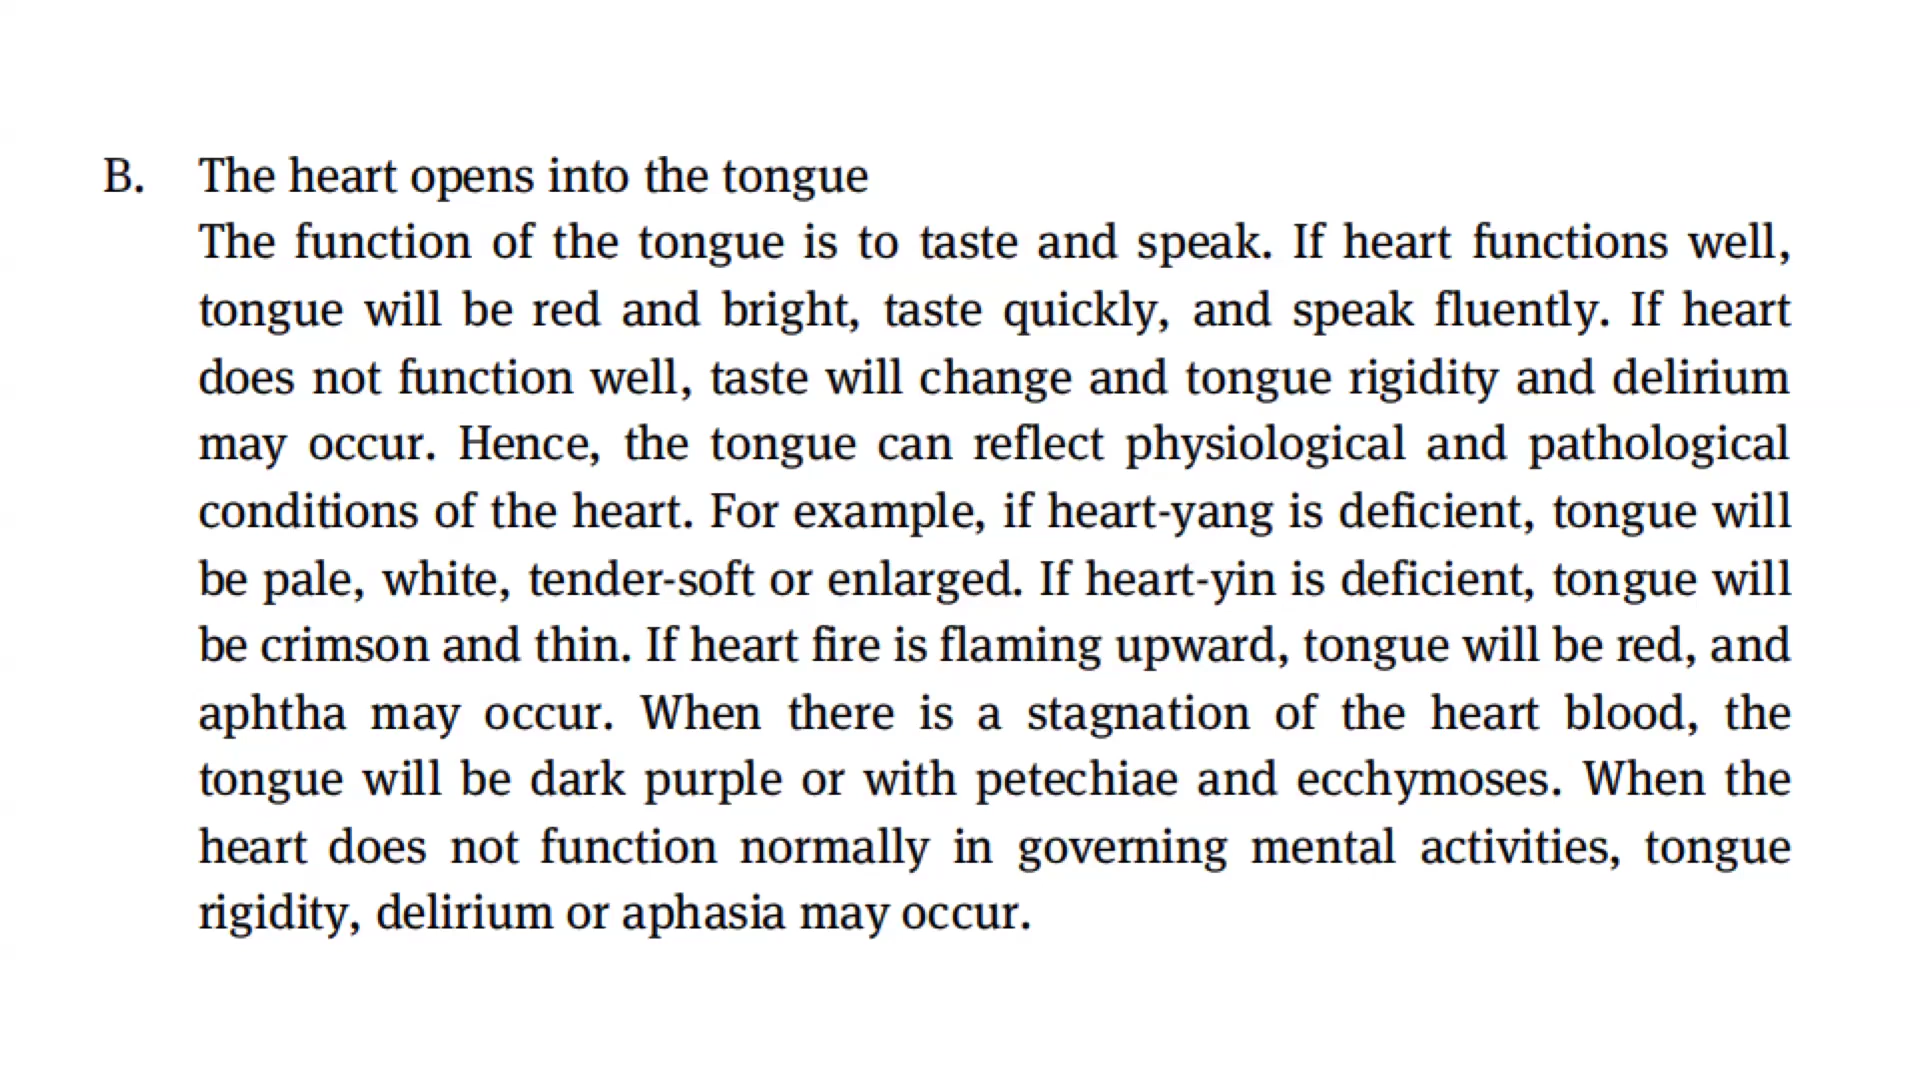 B. The heart opens into the tongue
The function of the tongue is to taste and speak. If heart functions well,
tongue will be red and bright, taste quickly, and speak fluently. If heart
does not function well, taste will change and tongue rigidity and delirium
may occur. Hence, the tongue can reflect physiological and pathological
conditions of the heart. For example, if heart-yang is deficient, tongue will
be pale, white, tender-soft or enlarged. If heart-yin is deficient, tongue will
be crimson and thin. If heart fire is flaming upward, tongue will be red, and
aphtha may occur. When there is a stagnation of the heart blood, the
tongue will be dark purple or with petechiae and ecchymoses. When the
heart does not function normally in governing mental activities, tongue
rigidity, delirium or aphasia may occur.